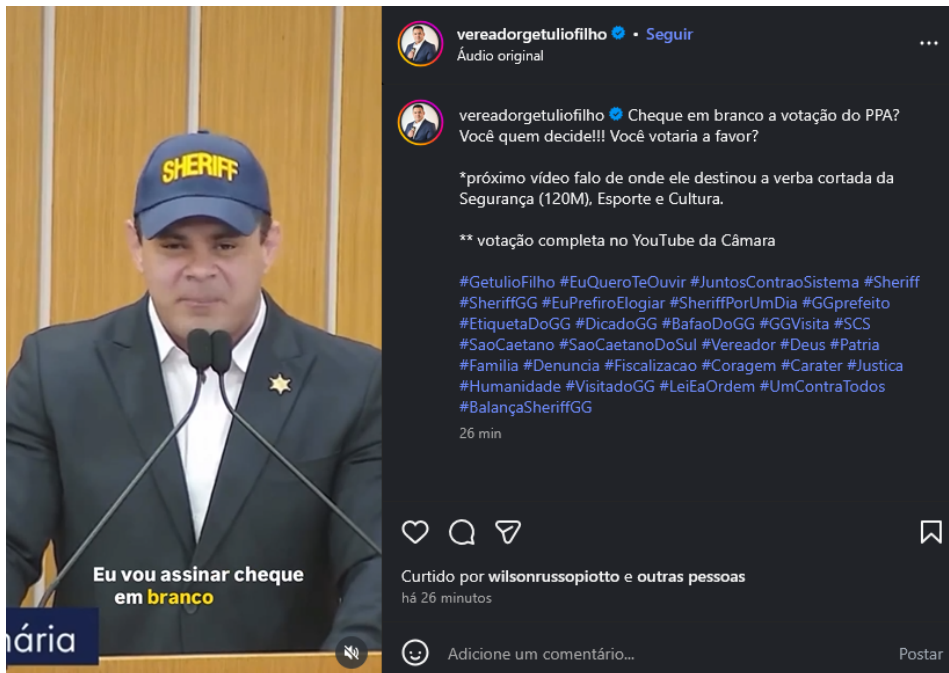 SHERIFF
Eu vou assinar cheque
em branco
ária
vereadorgetuliofilho • Seguir
Áudio original
vereadorgetuliofilho Cheque em branco a votação do PPA?
Você quem decide!!! Você votaria a favor?
*próximo vídeo falo de onde ele destinou a verba cortada da
Segurança (120M), Esporte e Cultura.
** votação completa no YouTube da Câmara
#GetulioFilho #EuQueroTeOuvir #JuntosContraoSistema #Sheriff
#SheriffGG #EuPrefiroElogiar #SheriffPorUmDia #GGprefeito
#EtiquetaDoGG #DicadoGG #BafaoDoGG #GGVisita #SCS
#SaoCaetano #SaoCaetanoDoSul #Vereador #Deus #Patria
#Familia #Denuncia #Fiscalizacao #Coragem #Carater #Justica
#Humanidade #VisitadoGG #LeiEaOrdem #UmContraTodos
#BalançaSheriffGG
26 min
Curtido por wilsonrussopiotto e outras pessoas
há 26 minutos
Adicione um comentário...
Postar